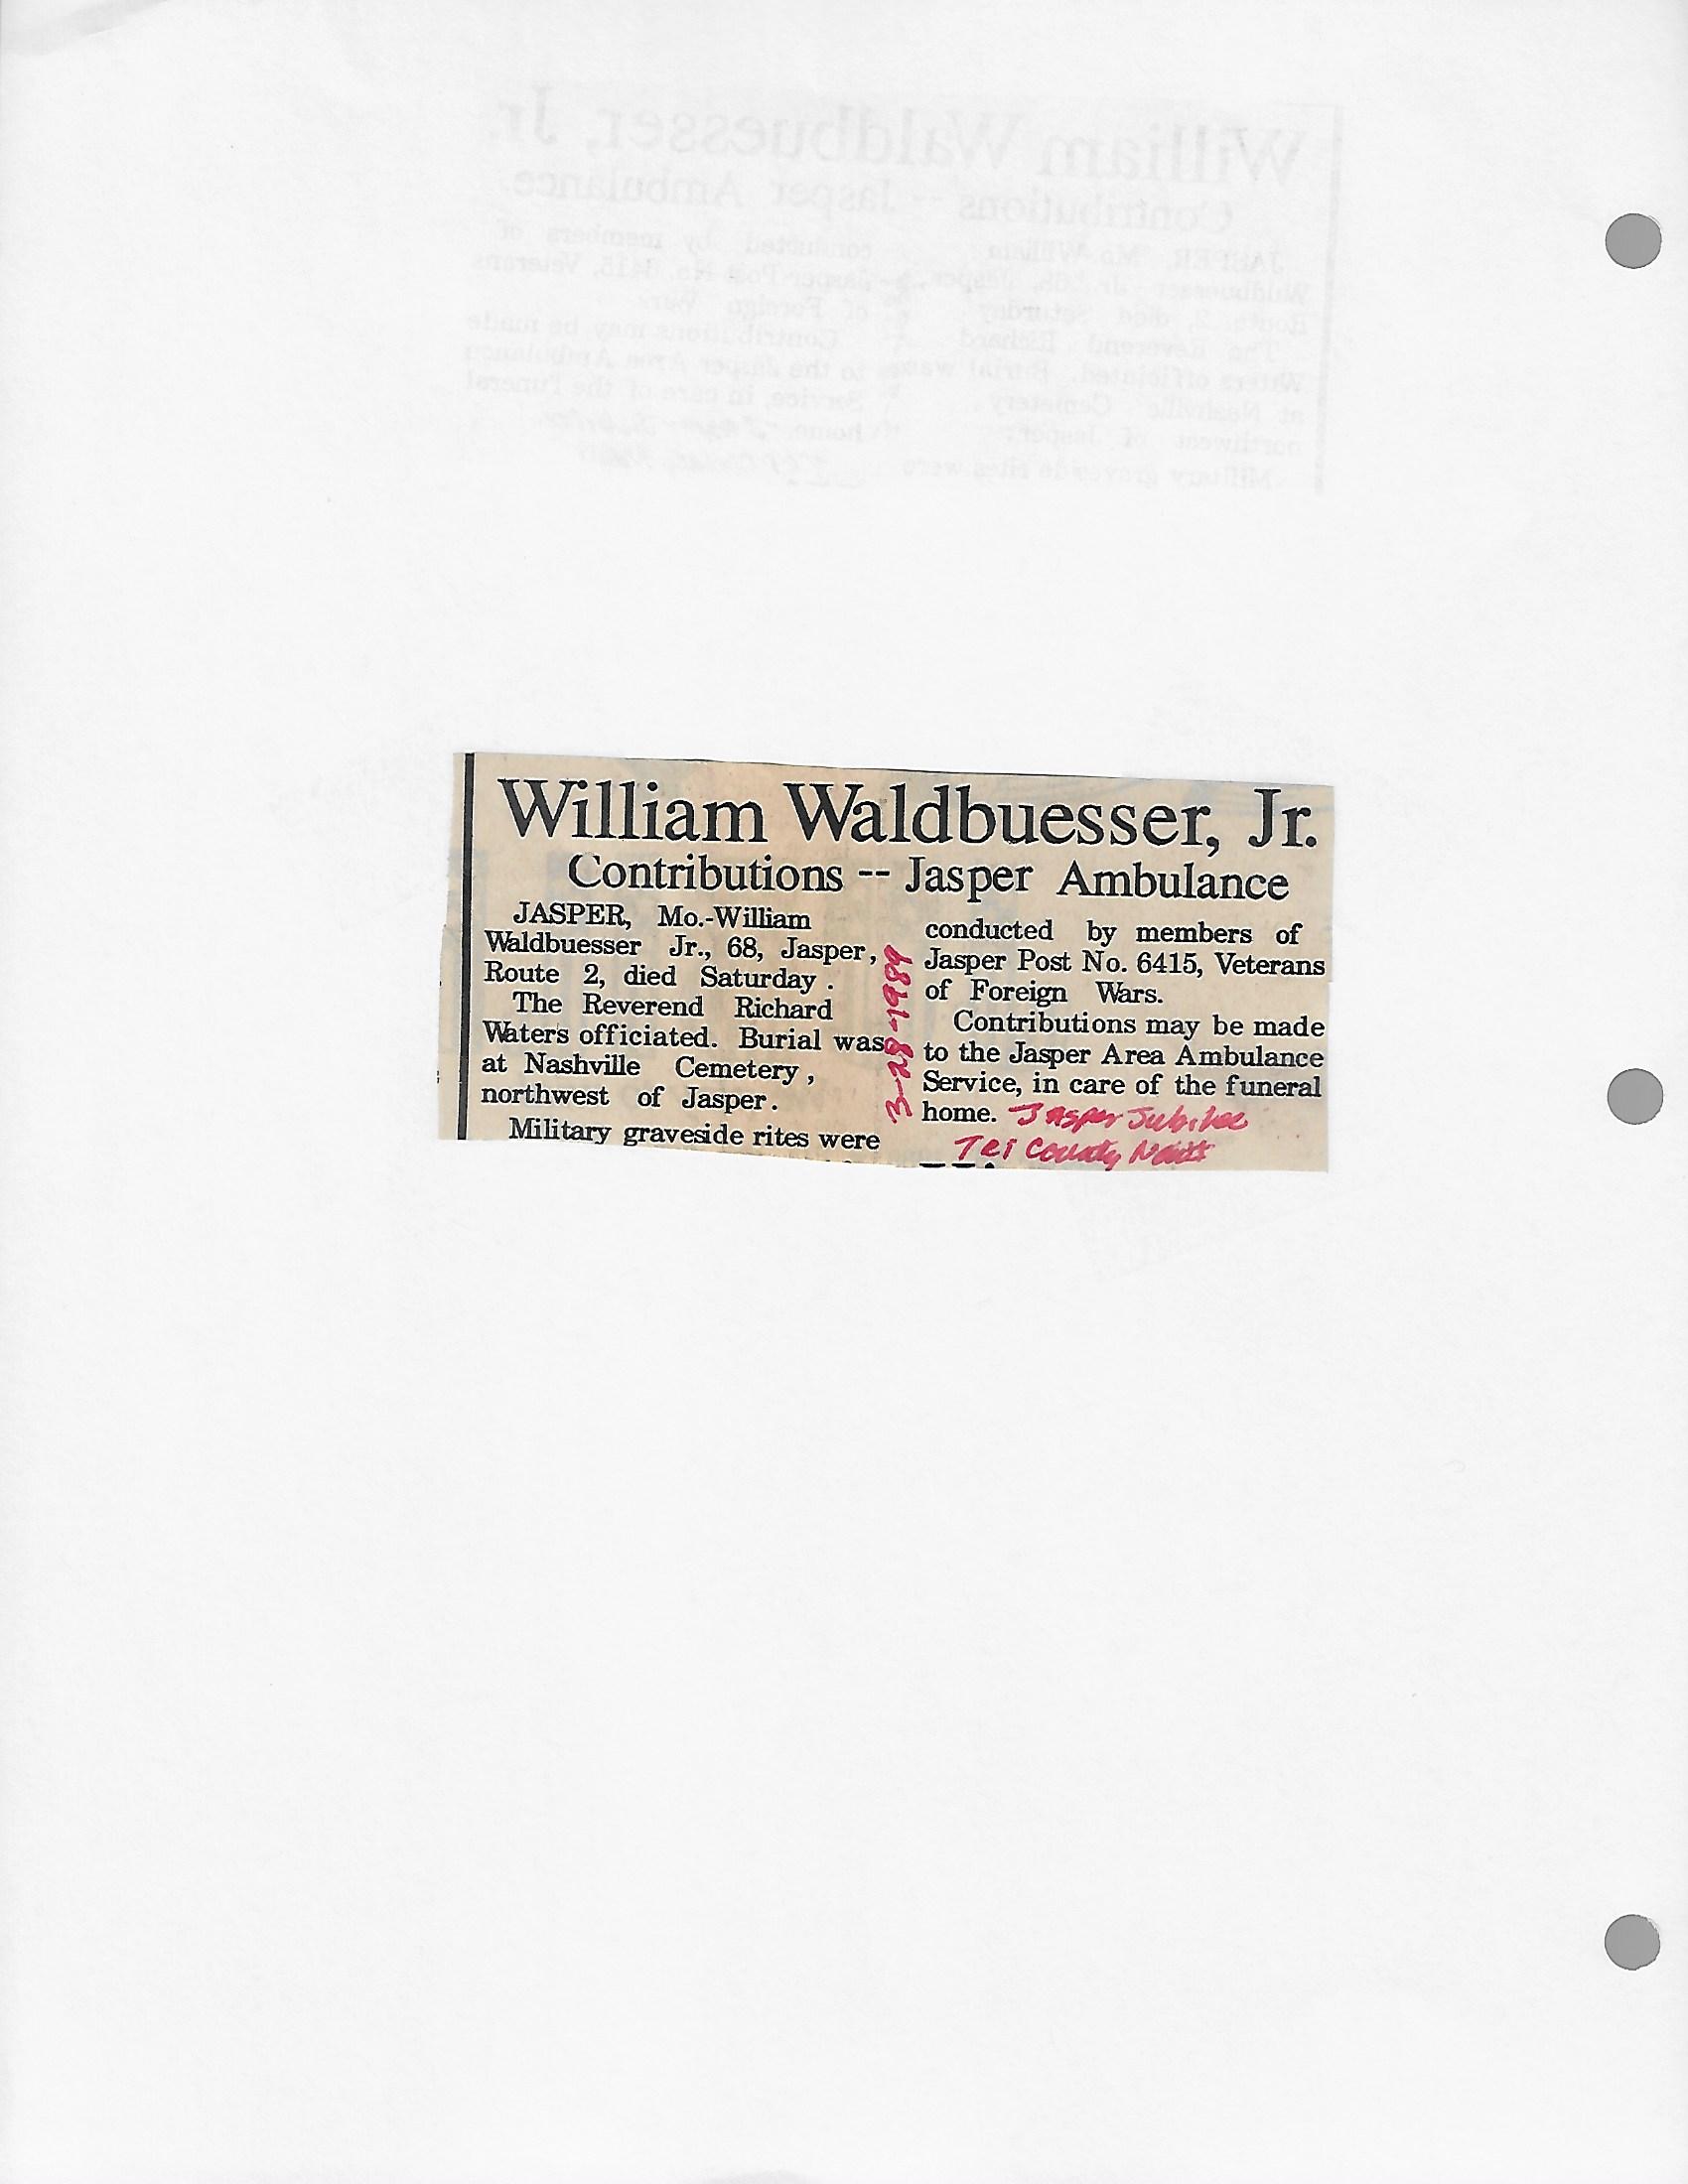 William Waldbuesser, Jr.
Contributions -- Jasper Ambulance
JASPER, Mo.-William
Waldbuesser Jr., 68, Jasper,
Route 2, died Saturday.
The Reverend Richard
Waters officiated. Burial was
at Nashville Cemetery,
northwest of Jasper.
Military graveside rites were
3-28-1989
conducted by members of
Jasper Post No. 6415, Veterans
of Foreign Wars.
Contributions may be made
to the Jasper Area Ambulance
Service, in care of the funeral
home. Jasper Jubilee
Tri County News